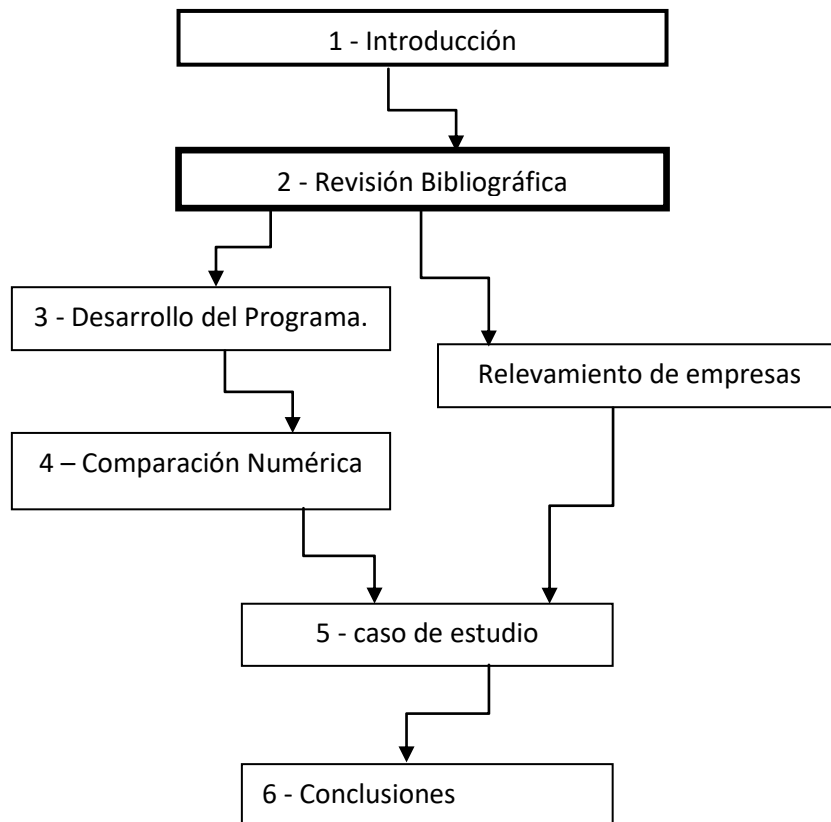 1 - Introducción
2 - Revisión Bibliográfica
3 - Desarrollo del Programa.
Relevamiento de empresas
4 – Comparación Numérica
5 - caso de estudio
6 - Conclusiones